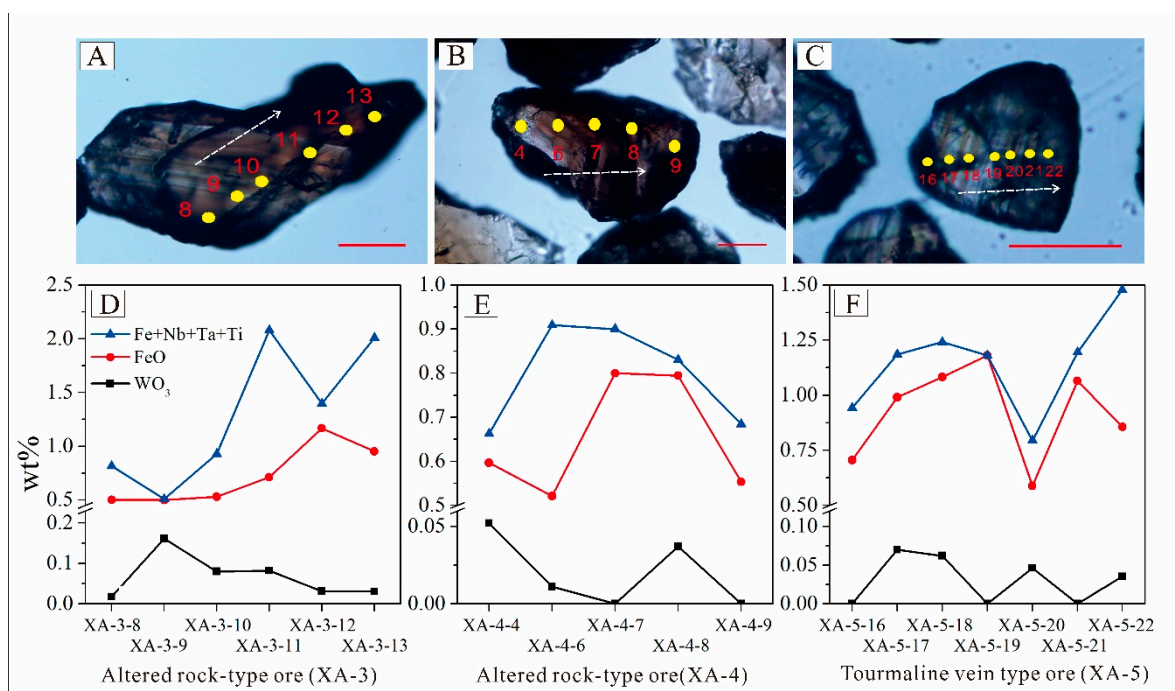 A
B
C
8
9
10
11
12
13
4
6
7
8
9
16 17 18 19 20 21 22
D
E
F
Fe+Nb+Ta+Ti
FeO
WO3
wt%
2.5
2.0
1.5
1.0
0.5
0.2
0.1
0.0
1.0
0.9
0.8
0.7
0.6
0.5
0.05
0.00
1.50
1.25
1.00
0.75
0.50
0.10
0.05
0.00
XA-3-8 XA-3-10 XA-3-12
XA-3-9 XA-3-11 XA-3-13
Altered rock-type ore (XA-3)
XA-4-4 XA-4-7 XA-4-9
XA-4-6 XA-4-8
Altered rock-type ore(XA-4)
XA-5-16 XA-5-18 XA-5-20 XA-5-22
XA-5-17 XA-5-19 XA-5-21
Tourmaline vein type ore (XA-5)